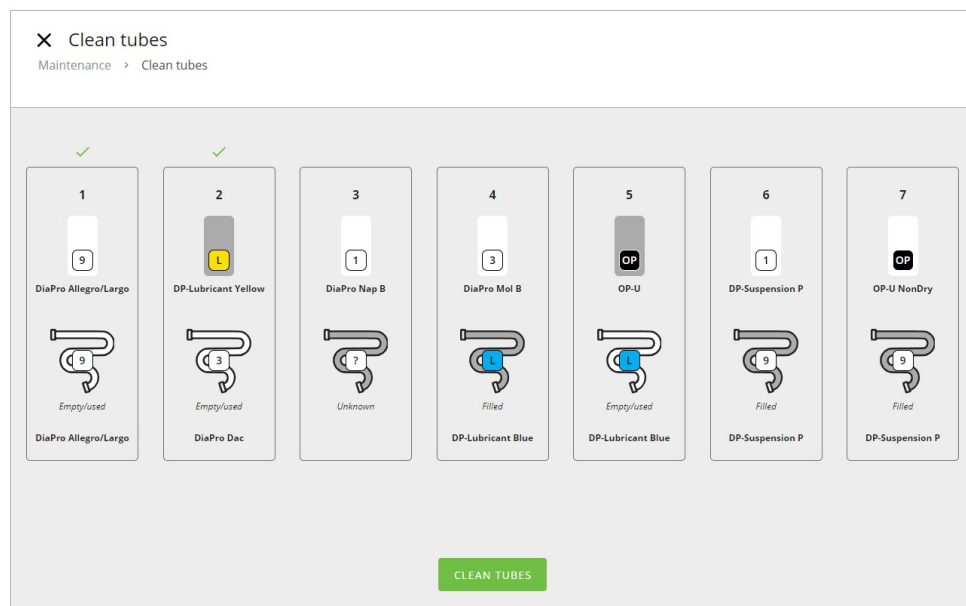 Clean tubes
Maintenance > Clean tubes
1 2 3 4 5 6 7
9 L 1 3 OP 1 OP
DiaPro Allegro/Largo DP-Lubricant Yellow DiaPro Nap B DiaPro Mol B OP-U DP-Suspension P OP-U NonDry
9 3 ? L L 9 9
Empty/used Empty/used Unknown Filled Empty/used Filled Filled
DiaPro Allegro/Largo DiaPro Dac DP-Lubricant Blue DP-Lubricant Blue DP-Suspension P DP-Suspension P
CLEAN TUBES